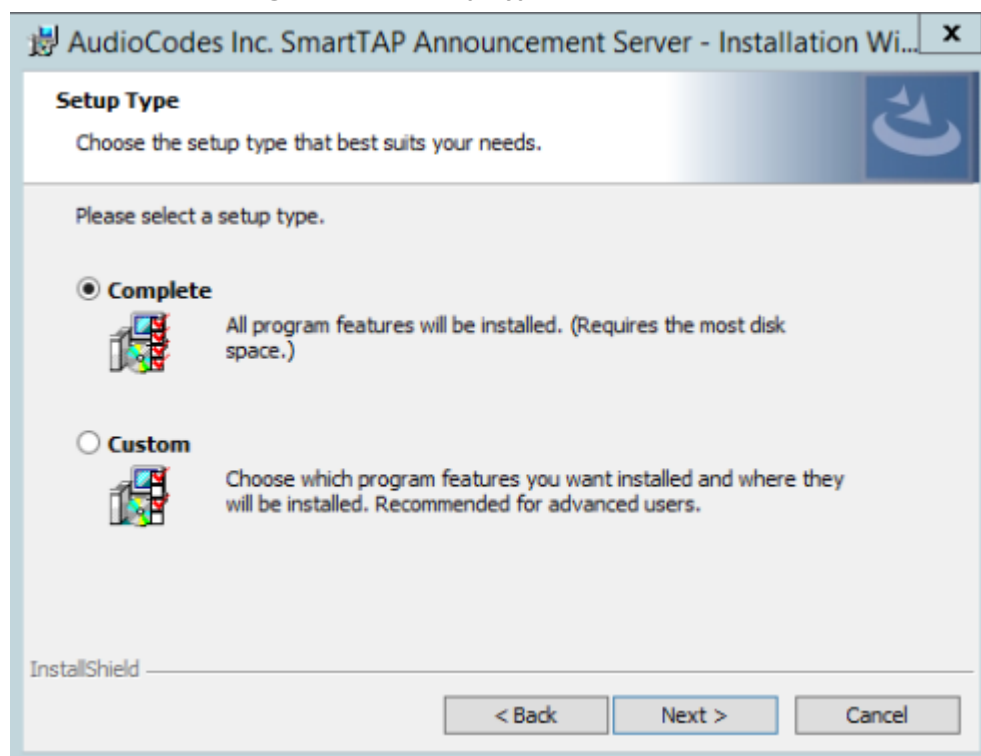 AudioCodes Inc. SmartTAP Announcement Server - Installation Wi...
x
Setup Type
Choose the setup type that best suits your needs.
Please select a setup type.
Complete
All program features will be installed. (Requires the most disk
space.)
Custom
Choose which program features you want installed and where they
will be installed. Recommended for advanced users.
InstallShield
< Back Next > Cancel